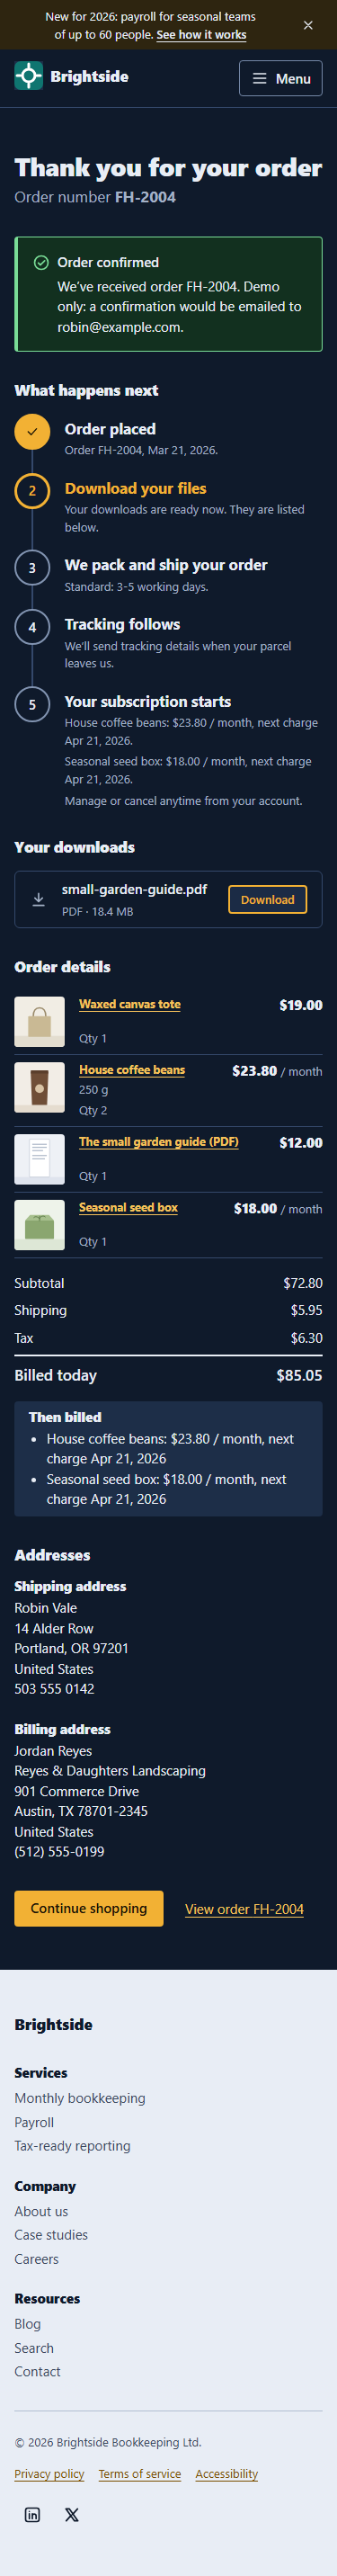 New for 2026: payroll for seasonal teams
of up to 60 people. See how it works
Brightside
Menu
Thank you for your order
Order number FH-2004
Order confirmed
We've received order FH-2004. Demo
only: a confirmation would be emailed to
robin@example.com.
What happens next
Order placed
Order FH-2004, Mar 21, 2026.
2
Download your files
Your downloads are ready now. They are listed
below.
3
We pack and ship your order
Standard: 3-5 working days.
4
Tracking follows
We'll send tracking details when your parcel
leaves us.
5
Your subscription starts
House coffee beans: $23.80 / month, next charge
Apr 21, 2026.
Seasonal seed box: $18.00 / month, next charge
Apr 21, 2026.
Manage or cancel anytime from your account.
Your downloads
small-garden-guide.pdf
PDF · 18.4 MB
Download
Order details
Waxed canvas tote $19.00
Qty 1
House coffee beans $23.80 / month
250 g
Qty 2
The small garden guide (PDF) $12.00
Qty 1
Seasonal seed box $18.00 / month
Qty 1
Subtotal $72.80
Shipping $5.95
Tax $6.30
Billed today $85.05
Then billed
• House coffee beans: $23.80 / month, next
charge Apr 21, 2026
• Seasonal seed box: $18.00 / month, next
charge Apr 21, 2026
Addresses
Shipping address
Robin Vale
14 Alder Row
Portland, OR 97201
United States
503 555 0142
Billing address
Jordan Reyes
Reyes & Daughters Landscaping
901 Commerce Drive
Austin, TX 78701-2345
United States
(512) 555-0199
Continue shopping
View order FH-2004
Brightside
Services
Monthly bookkeeping
Payroll
Tax-ready reporting
Company
About us
Case studies
Careers
Resources
Blog
Search
Contact
© 2026 Brightside Bookkeeping Ltd.
Privacy policy Terms of service Accessibility